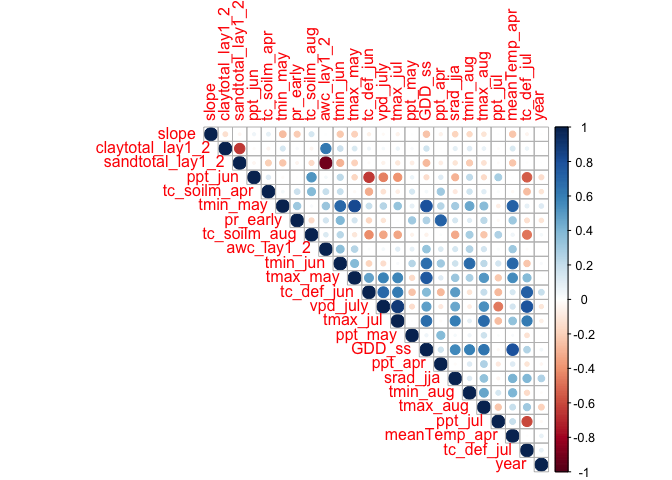 slope
claytotal_lay1_2
sandtotal_lay1_2
ppt_jun
tc_soilm_apr
tmin_may
pr_early
tc_soilm_aug
awc_lay1_2
tmin_jun
tmax_may
tc_def_jun
vpd_july
tmax_jul
ppt_may
GDD_ss
ppt_apr
srad_jja
tmin_aug
tmax_aug
ppt_jul
meanTemp_apr
tc_def_jul
year
slope
claytotal_lay1_2
sandtotal_lay1_2
ppt_jun
tc_soilm_apr
tmin_may
pr_early
tc_soilm_aug
awc_lay1_2
tmin_jun
tmax_may
tc_def_jun
vpd_july
tmax_jul
ppt_may
GDD_ss
ppt_apr
srad_jja
tmin_aug
tmax_aug
ppt_jul
meanTemp_apr
tc_def_jul
year
1
0.8
0.6
0.4
0.2
0
-0.2
-0.4
-0.6
-0.8
-1